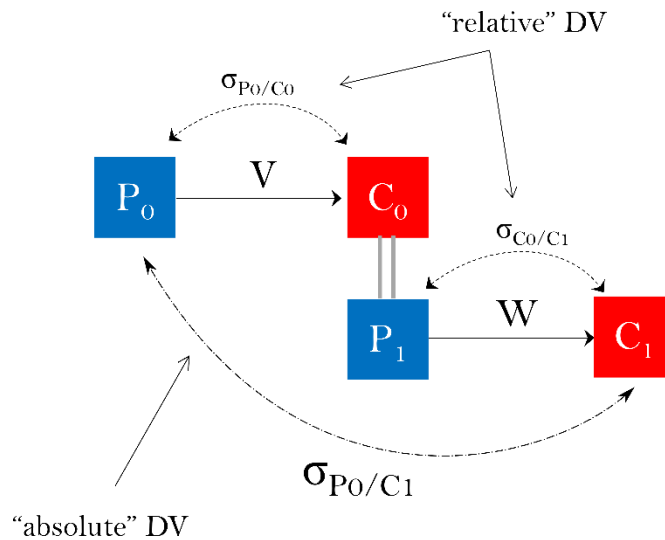 “relative” DV
σP0/C0
V
P0
C0
σC0/C1
P1
W
C1
σP0/C1
“absolute” DV